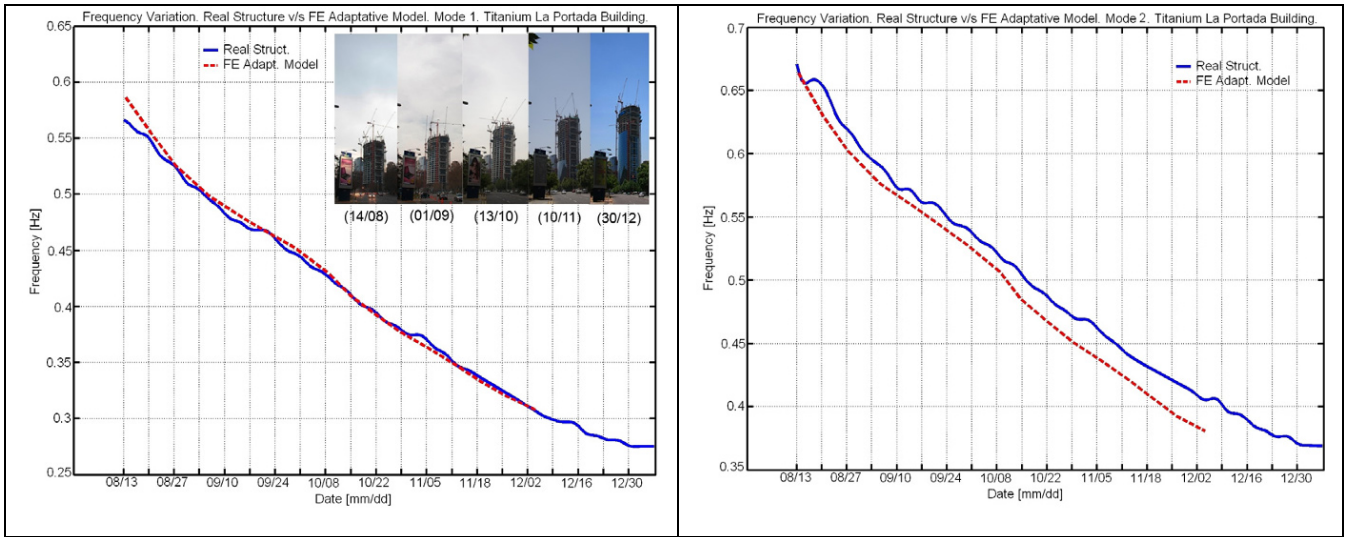 Frequency Variation. Real Structure v/s FE Adaptative Model. Mode 1. Titanium La Portada Building.
0.65
0.6
0.55
0.5
0.45
0.4
0.35
0.3
0.25
Frequency [Hz]
Real Struct.
FE Adapt. Model
(14/08) (01/09) (13/10) (10/11) (30/12)
08/13 08/27 09/10 09/24 10/08 10/22 11/05 11/18 12/02 12/16 12/30
Date [mm/dd]
Frequency Variation. Real Structure v/s FE Adaptative Model. Mode 2. Titanium La Portada Building.
0.7
0.65
0.6
0.55
0.5
0.45
0.4
0.35
Frequency [Hz]
Real Struct.
FE Adapt. Model
08/13 08/27 09/10 09/24 10/08 10/22 11/05 11/18 12/02 12/16 12/30
Date [mm/dd]